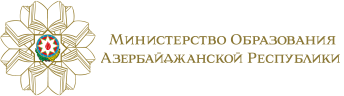 Министерство Образования
Азербайджанской Республики